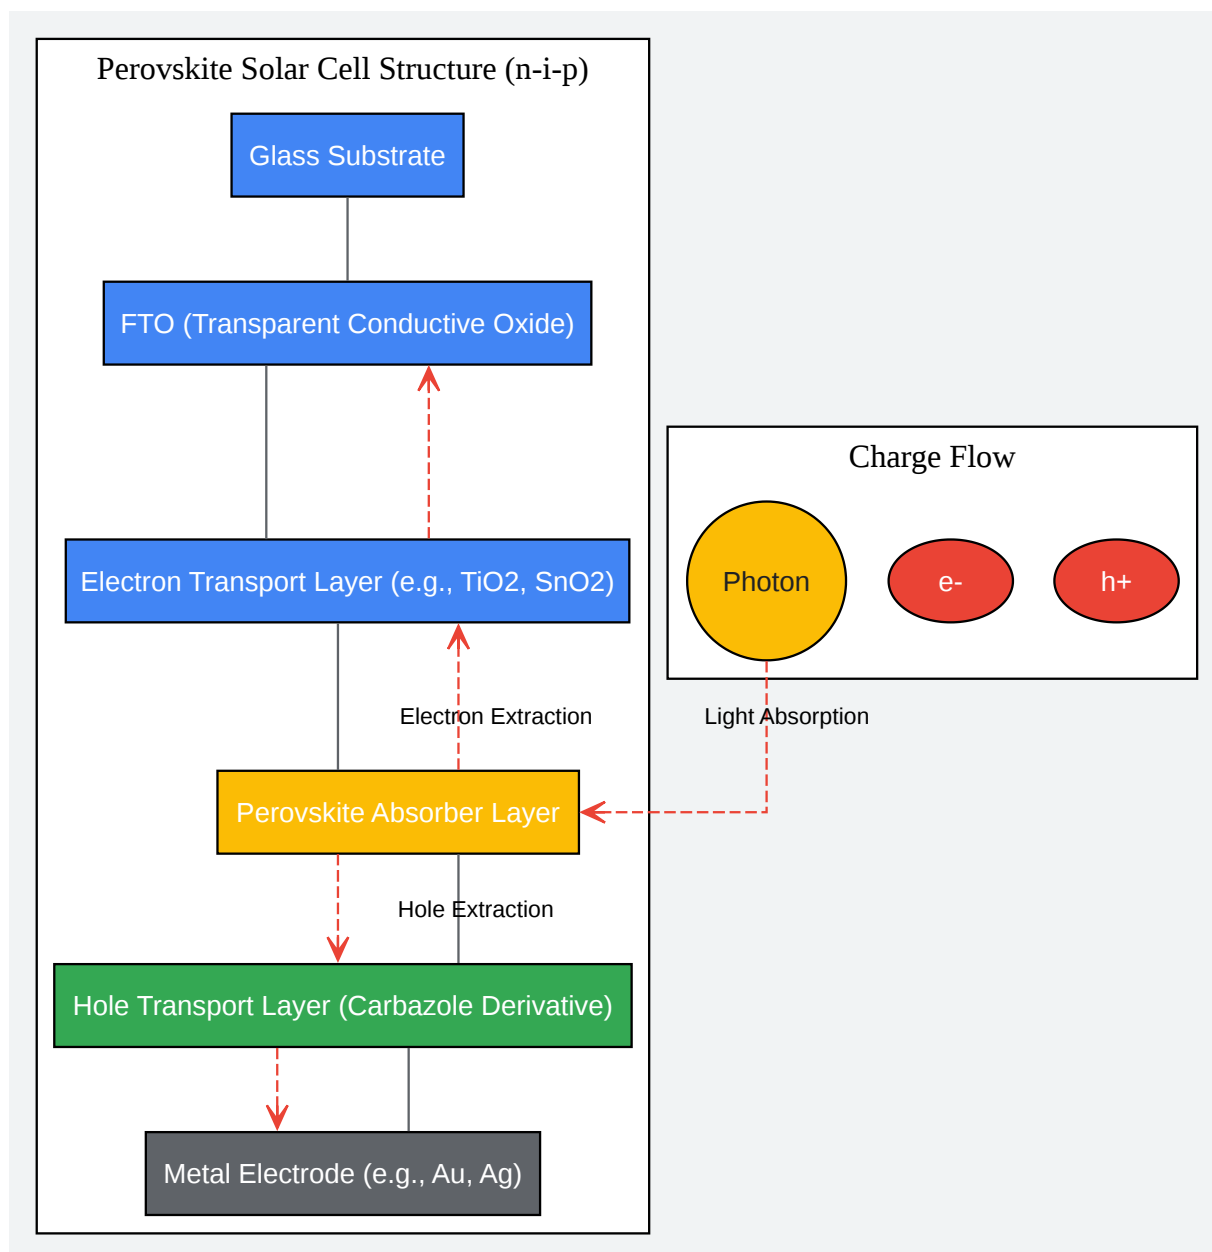 Perovskite Solar Cell Structure (n-i-p)
Glass Substrate
FTO (Transparent Conductive Oxide)
Electron Transport Layer (e.g., TiO2, SnO2)
Electron Extraction
Perovskite Absorber Layer
Hole Extraction
Hole Transport Layer (Carbazole Derivative)
Metal Electrode (e.g., Au, Ag)
Charge Flow
Photon
e-
h+
Light Absorption